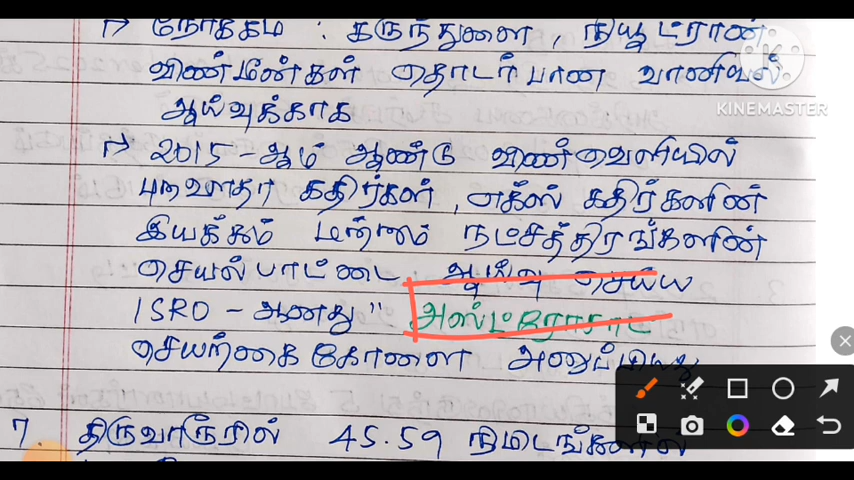 → நோக்கம் : கருந்துளை, நியூட்ரான்
விண்மீன்கள் தொடர்பான வானியல்
ஆய்வுக்காக
→ 2015 - ஆம் ஆண்டு விண்வெளியில்
புறஊதா கதிர்கள், எக்ஸ் கதிர்களின்
இயக்கம் மற்றும் நட்சத்திரங்களின்
செயல்பாட்டை ஆய்வு செய்ய
ISRO - ஆனது " அஸ்ட்ரோசாட்
செயற்கை கோளை அனுப்பியது
7. திருவாரூரில் 45.59 நிமிடங்களில்
KINEMASTER